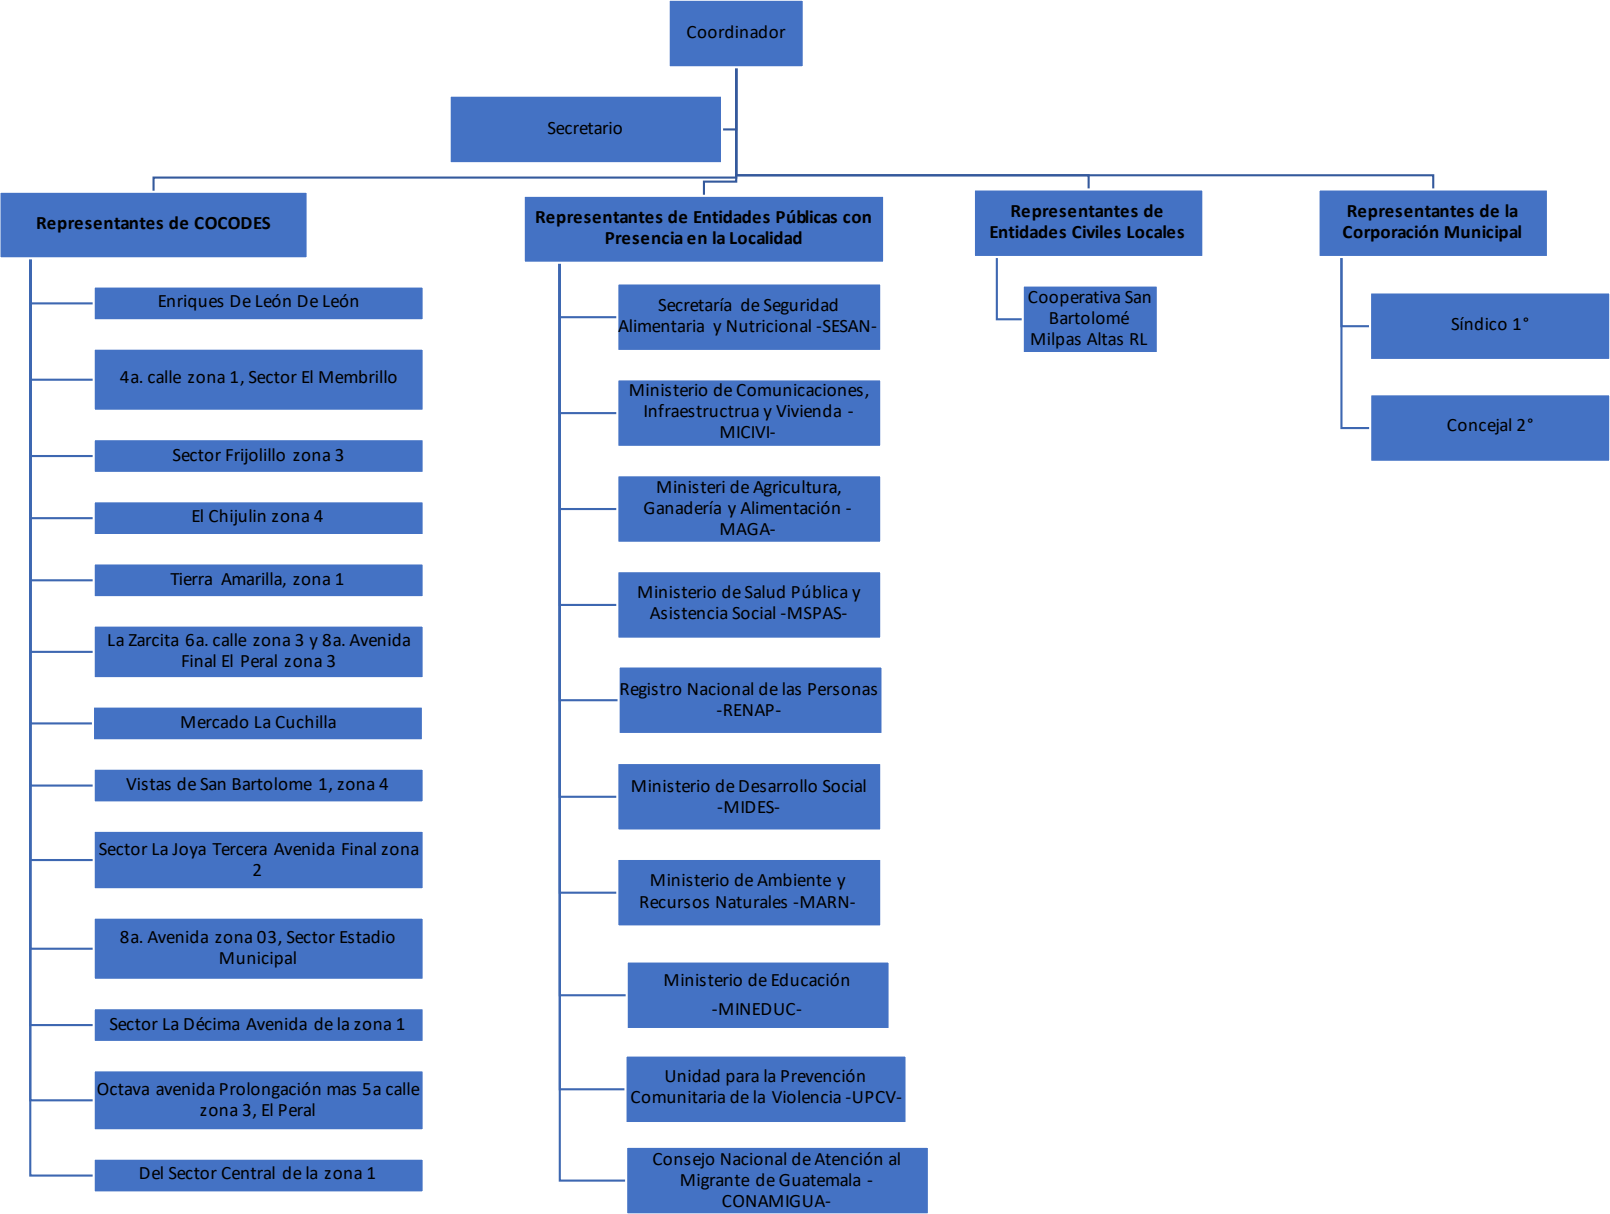 Coordinador
Secretario
Representantes de COCODES
Enriques De León De León
4a. calle zona 1, Sector El Membrillo
Sector Frijolillo zona 3
El Chijulin zona 4
Tierra Amarilla, zona 1
La Zarcita 6a. calle zona 3 y 8a. Avenida
Final El Peral zona 3
Mercado La Cuchilla
Vistas de San Bartolome 1, zona 4
Sector La Joya Tercera Avenida Final zona
2
8a. Avenida zona 03, Sector Estadio
Municipal
Sector La Décima Avenida de la zona 1
Octava avenida Prolongación mas 5a calle
zona 3, El Peral
Del Sector Central de la zona 1
Representantes de Entidades Públicas con
Presencia en la Localidad
Secretaría de Seguridad
Alimentaria y Nutricional -SESAN-
Ministerio de Comunicaciones,
Infraestructrua y Vivienda -
MICIVI-
Ministeri de Agricultura,
Ganadería y Alimentación -
MAGA-
Ministerio de Salud Pública y
Asistencia Social -MSPAS-
Registro Nacional de las Personas
-RENAP-
Ministerio de Desarrollo Social
-MIDES-
Ministerio de Ambiente y
Recursos Naturales -MARN-
Ministerio de Educación
-MINEDUC-
Unidad para la Prevención
Comunitaria de la Violencia -UPCV-
Consejo Nacional de Atención al
Migrante de Guatemala -
CONAMIGUA-
Representantes de
Entidades Civiles Locales
Cooperativa San
Bartolomé
Milpas Altas RL
Representantes de la
Corporación Municipal
Síndico 1°
Concejal 2°